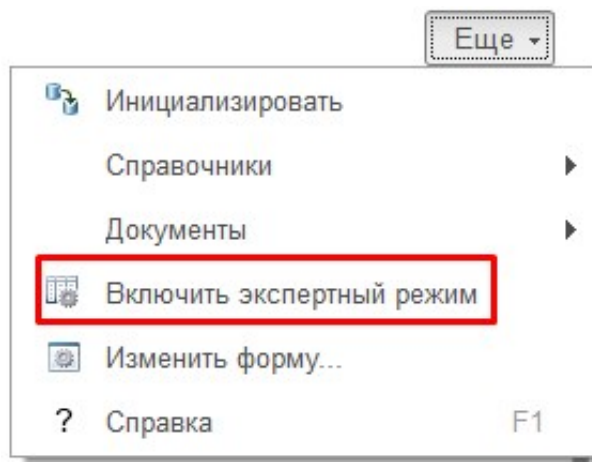 Еще
Инициализировать
Справочники
Документы
Включить экспертный режим
Изменить форму...
? Справка F1